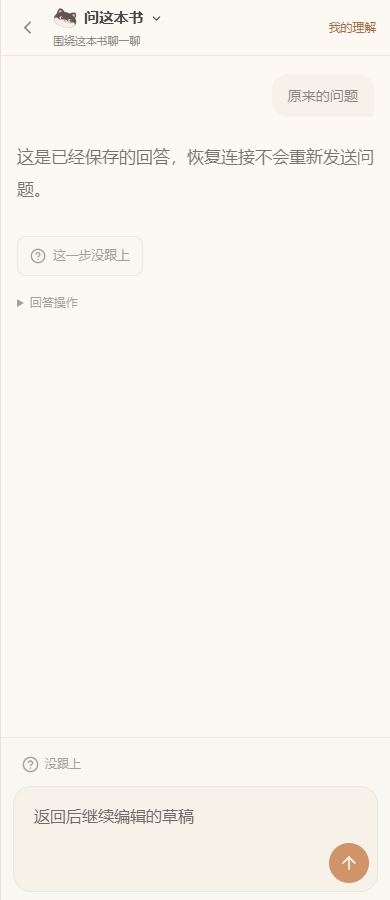 问这本书
围绕这本书聊一聊
我的理解
原来的问题
这是已经保存的回答，恢复连接不会重新发送问
题。
这一步没跟上
回答操作
没跟上
返回后继续编辑的草稿